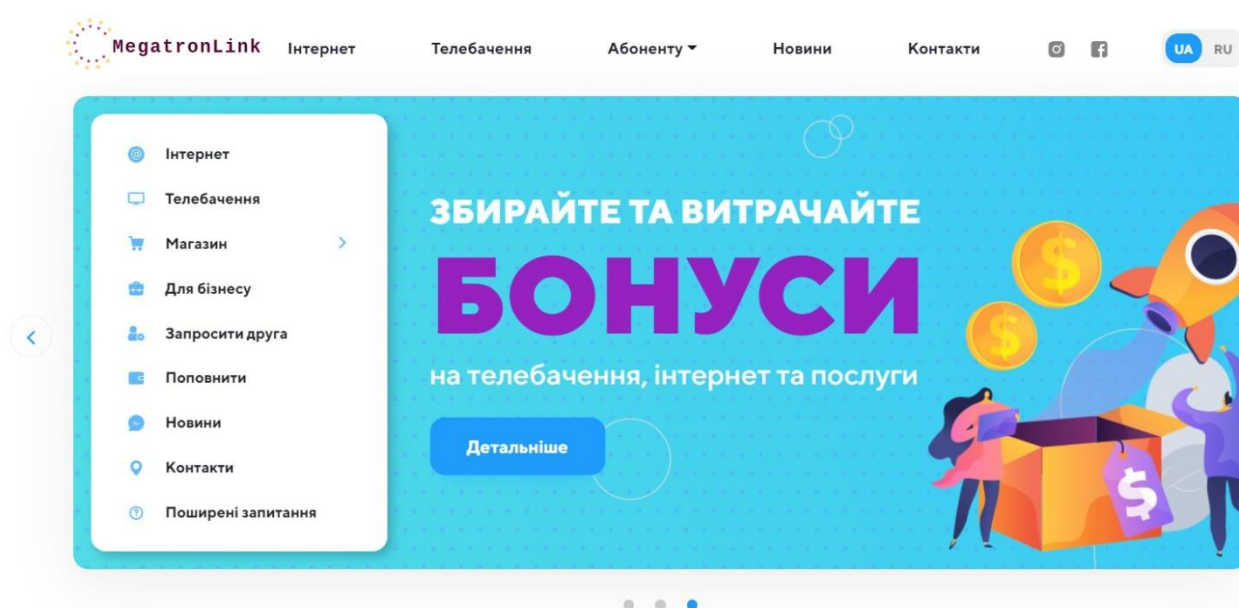 MegatronLink Інтернет Телебачення Абоненту Новини Контакти UA RU
Інтернет
Телебачення
Магазин
Для бізнесу
Запросити друга
Поповнити
Новини
Контакти
Поширені запитання
ЗБИРАЙТЕ ТА ВИТРАЧАЙТЕ
БОНУСИ
на телебачення, інтернет та послуги
Детальніше